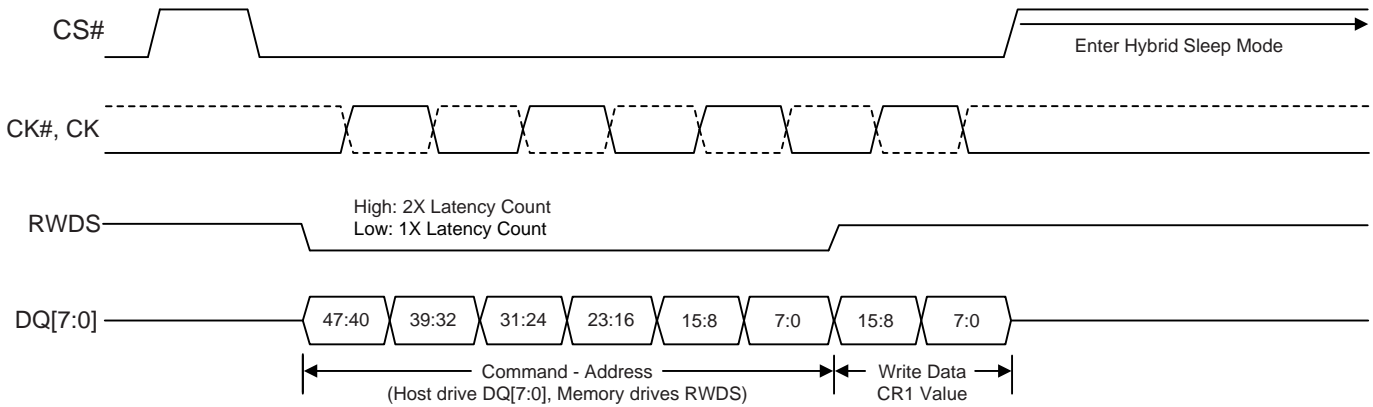 CS#
Enter Hybrid Sleep Mode
CK#, CK
RWDS
High: 2X Latency Count
Low: 1X Latency Count
DQ[7:0]
47:40 39:32 31:24 23:16 15:8 7:0 15:8 7:0
Command - Address
(Host drive DQ[7:0], Memory drives RWDS)
Write Data
CR1 Value